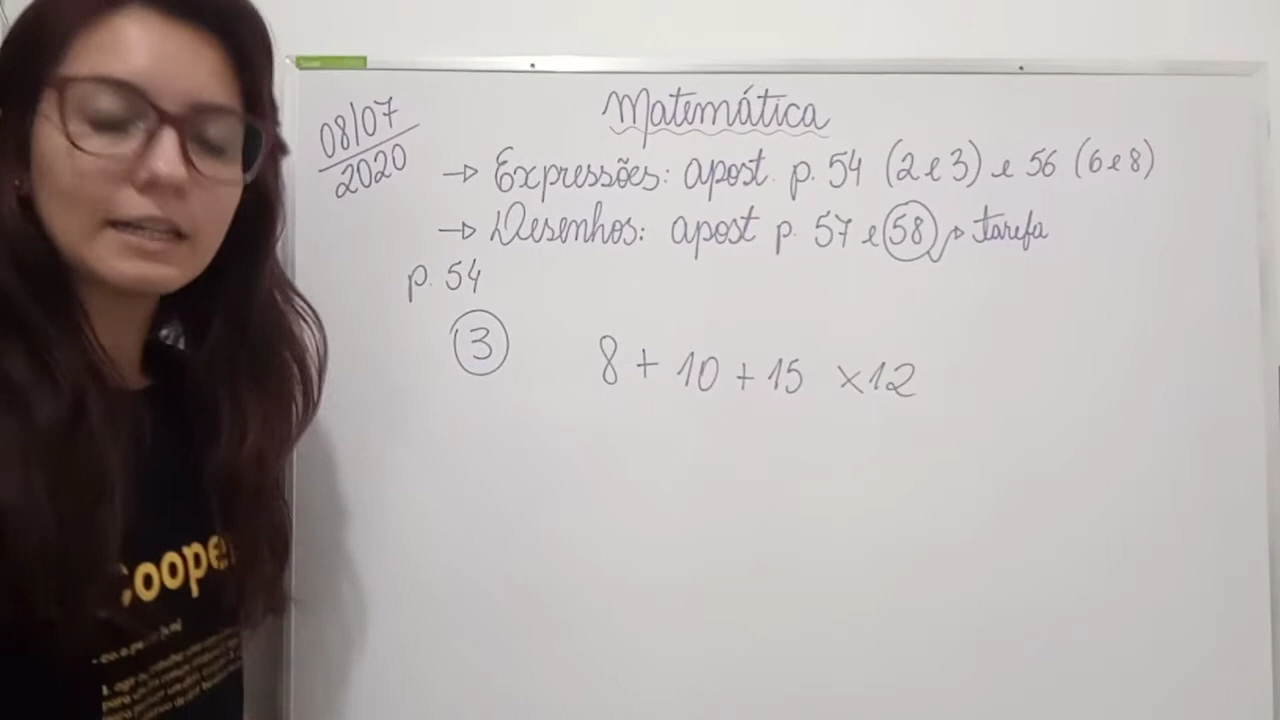 08/07
2020
Matemática
→ Expressões: apost. p. 54 (2 e 3) e 56 (6 e 8)
→ Desenhos: apost p. 57 e 58 → Tarefa
p. 54
3 8 + 10 + 15 × 12
Cooper